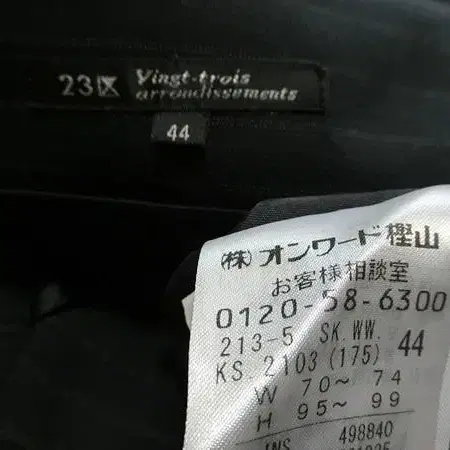 23区 Vingt-trois
arrondissements
44
(株)オンワード樫山
お客様相談室
0120-58-6300
213-5 SK.WW.
KS.2103(175) 44
W 70~ 74
H 95~ 99
INS 498840